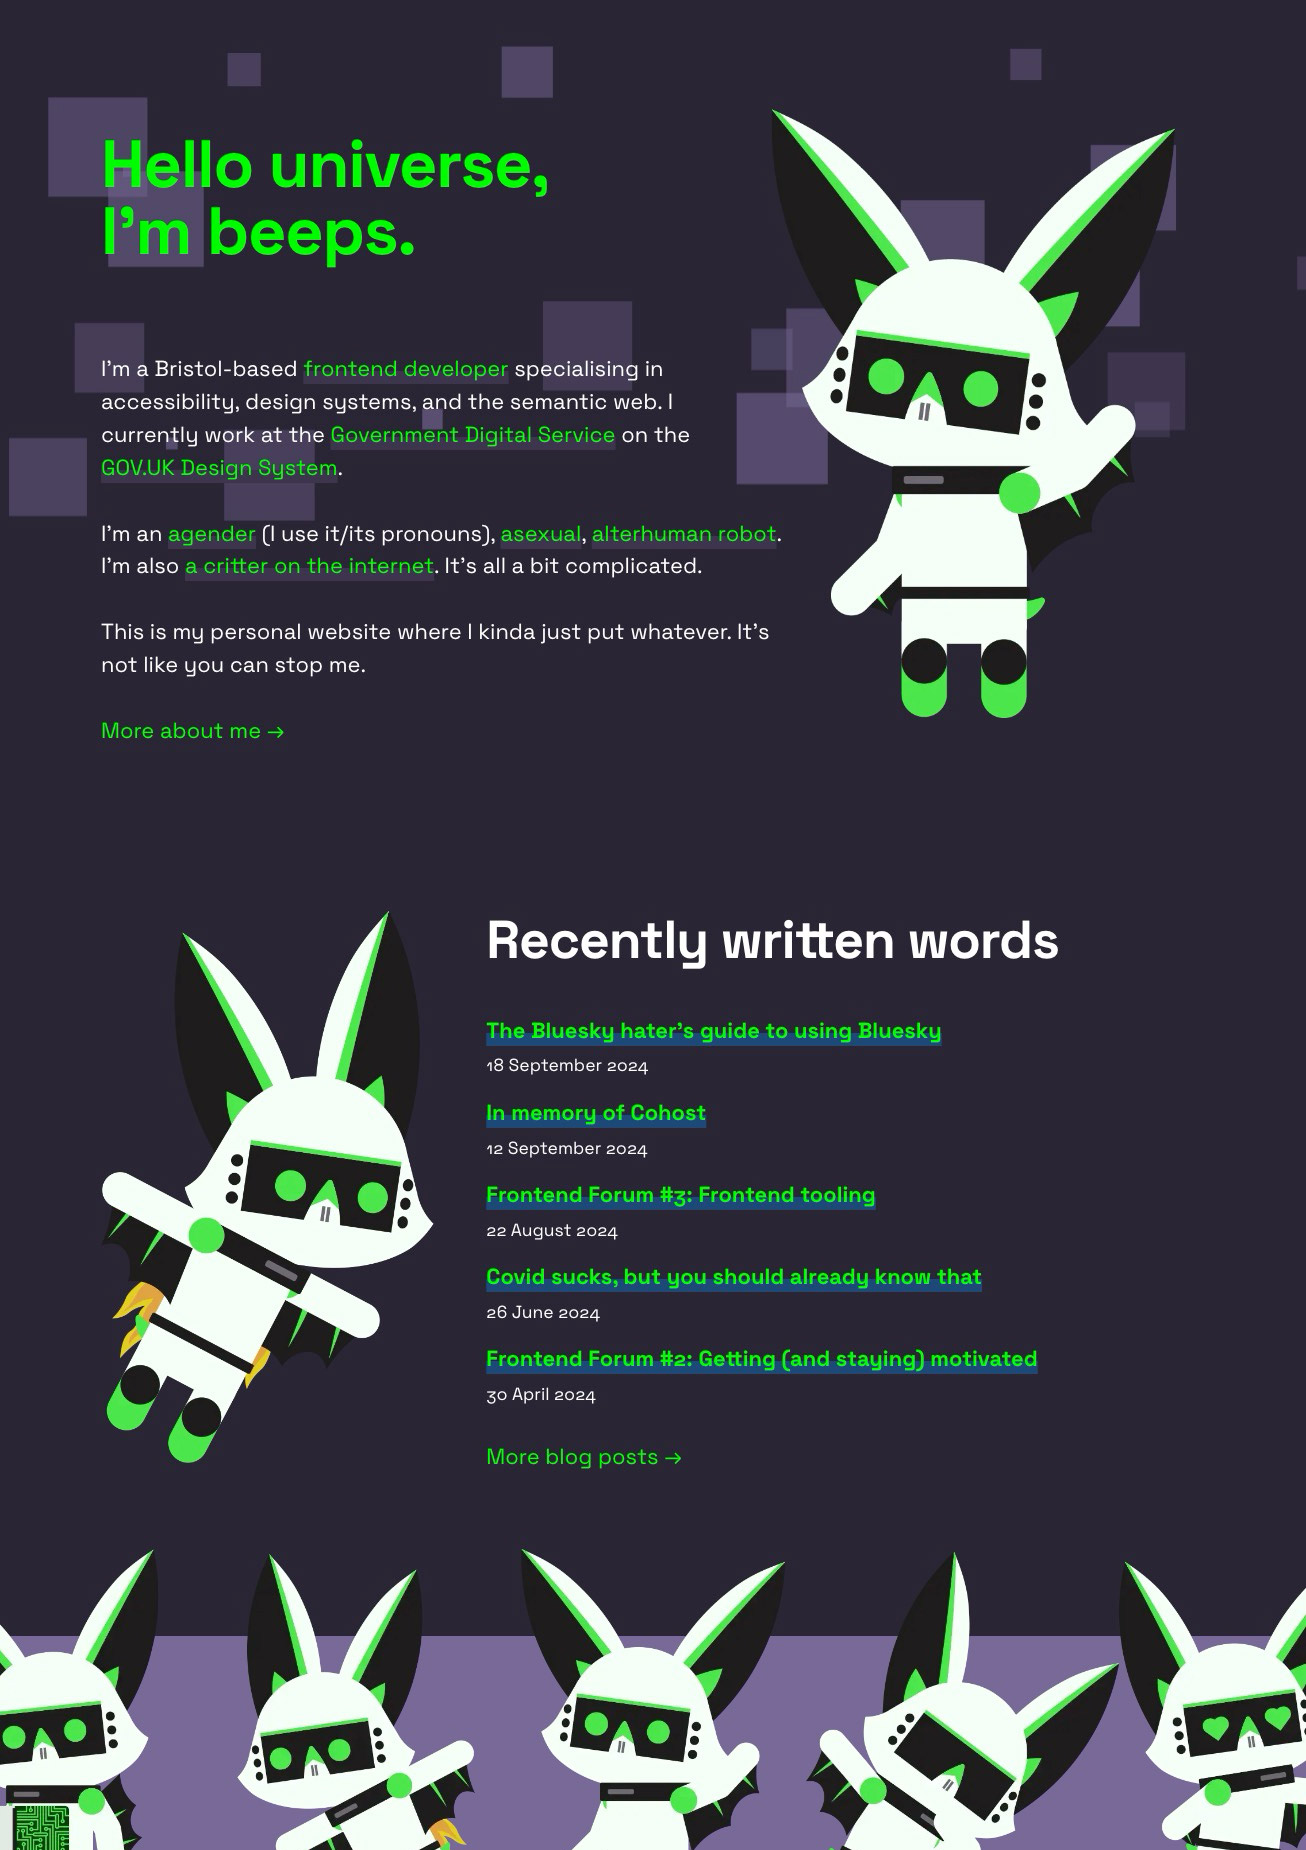 Hello universe,
I’m beeps.
I’m a Bristol-based frontend developer specialising in
accessibility, design systems, and the semantic web. I
currently work at the Government Digital Service on the
GOV.UK Design System.
I’m an agender (I use it/its pronouns), asexual, alterhuman robot.
I’m also a critter on the internet. It’s all a bit complicated.
This is my personal website where I kinda just put whatever. It’s
not like you can stop me.
More about me →
Recently written words
The Bluesky hater’s guide to using Bluesky
18 September 2024
In memory of Cohost
12 September 2024
Frontend Forum #3: Frontend tooling
22 August 2024
Covid sucks, but you should already know that
26 June 2024
Frontend Forum #2: Getting (and staying) motivated
30 April 2024
More blog posts →